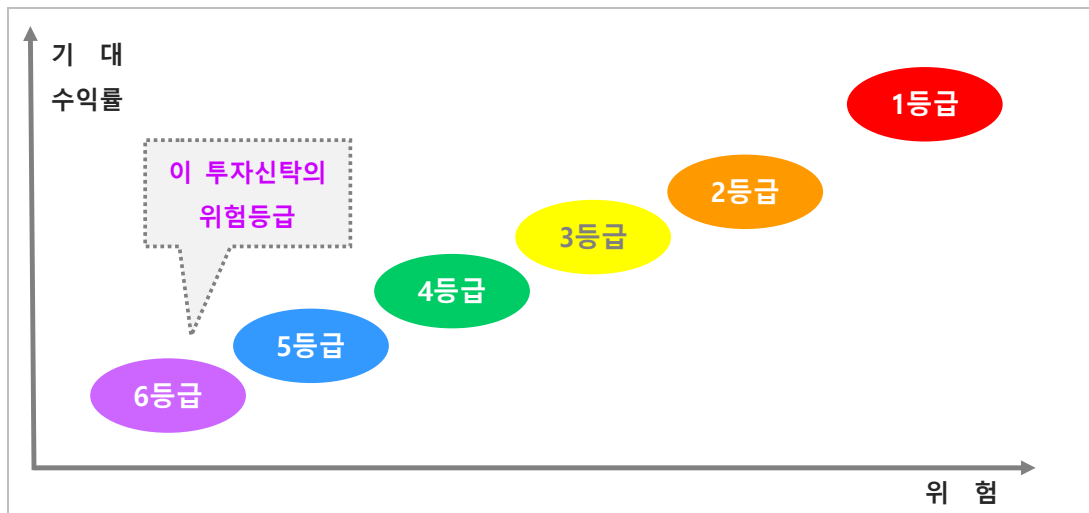 기 대
수익률
이 투자신탁의
위험등급
1등급
2등급
3등급
4등급
5등급
6등급
위 험